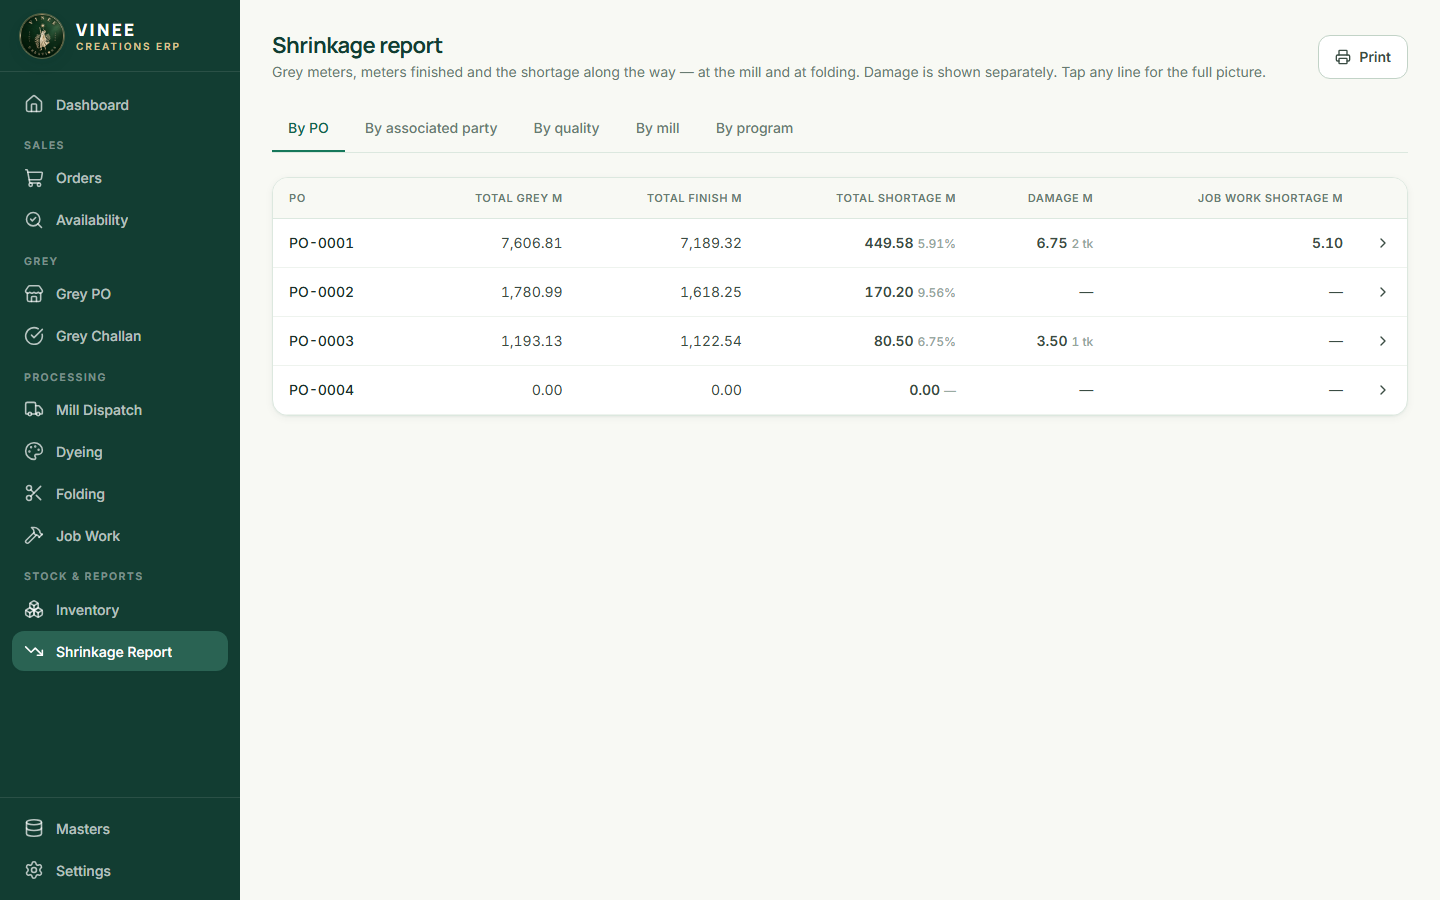 VINEE
CREATIONS ERP
Dashboard
SALES
Orders
Availability
GREY
Grey PO
Grey Challan
PROCESSING
Mill Dispatch
Dyeing
Folding
Job Work
STOCK & REPORTS
Inventory
Shrinkage Report
Masters
Settings
Shrinkage report
Grey meters, meters finished and the shortage along the way — at the mill and at folding. Damage is shown separately. Tap any line for the full picture.
Print
By PO By associated party By quality By mill By program
PO TOTAL GREY M TOTAL FINISH M TOTAL SHORTAGE M DAMAGE M JOB WORK SHORTAGE M
PO-0001 7,606.81 7,189.32 449.58 5.91% 6.75 2 tk 5.10
PO-0002 1,780.99 1,618.25 170.20 9.56% — —
PO-0003 1,193.13 1,122.54 80.50 6.75% 3.50 1 tk —
PO-0004 0.00 0.00 0.00 — — —